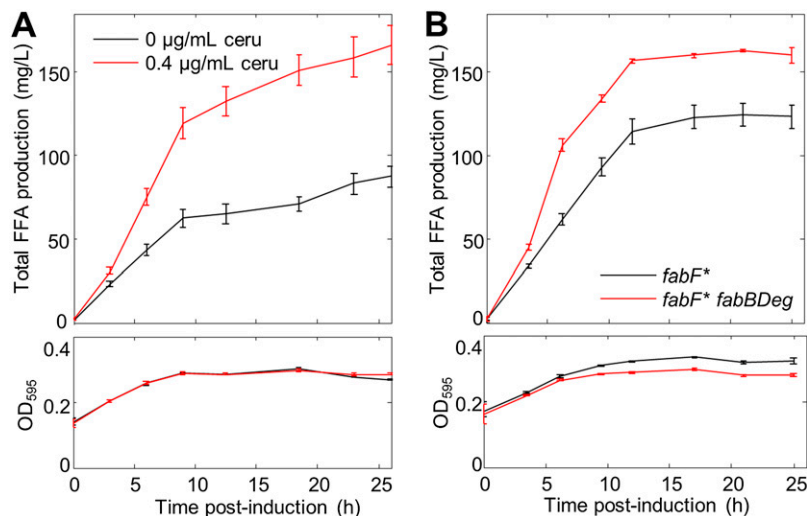 A
0 µg/mL ceru
0.4 µg/mL ceru
Total FFA production (mg/L)
150
100
50
0
OD595
0.4
0.2
0
0 5 10 15 20 25
Time post-induction (h)
B
Total FFA production (mg/L)
150
100
50
0
fabF*
fabF* fabBDeg
OD595
0.4
0.2
0
0 5 10 15 20 25
Time post-induction (h)